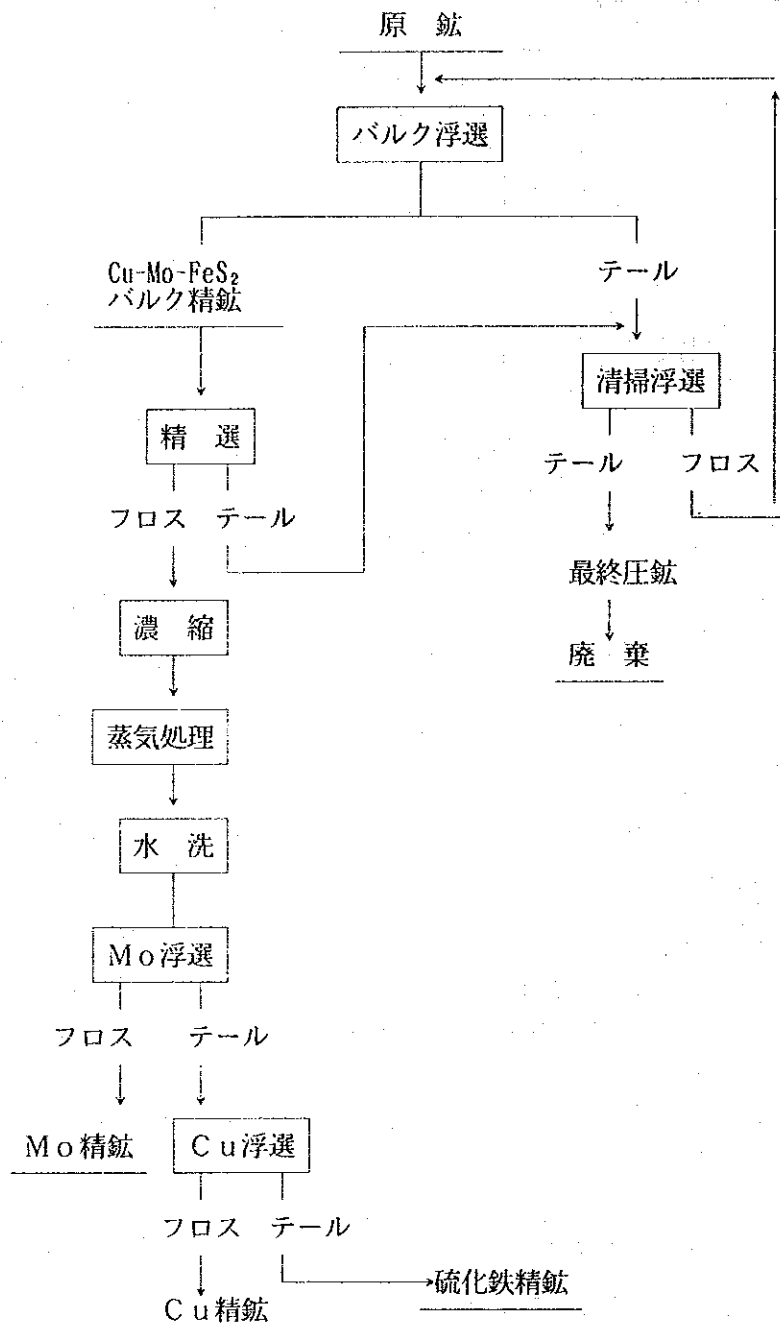 原鉱
バルク浮選
Cu-Mo-FeS₂
バルク精鉱
テール
清掃浮選
精選
テール フロス
フロス テール
最終圧鉱
濃縮
廃棄
蒸気処理
水洗
Mo浮選
フロス テール
Mo精鉱 Cu浮選
フロス テール
硫化鉄精鉱
Cu精鉱